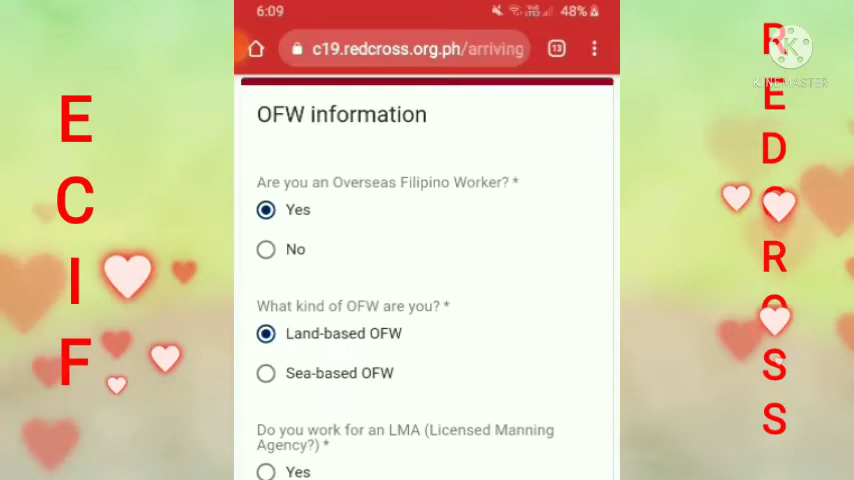 6:09
48%
c19.redcross.org.ph/arriving
13
OFW information
Are you an Overseas Filipino Worker? *
Yes
No
What kind of OFW are you? *
Land-based OFW
Sea-based OFW
Do you work for an LMA (Licensed Manning
Agency?) *
Yes
E
C
I
F
R
E
D
C
R
O
S
S
K
KINEMASTER